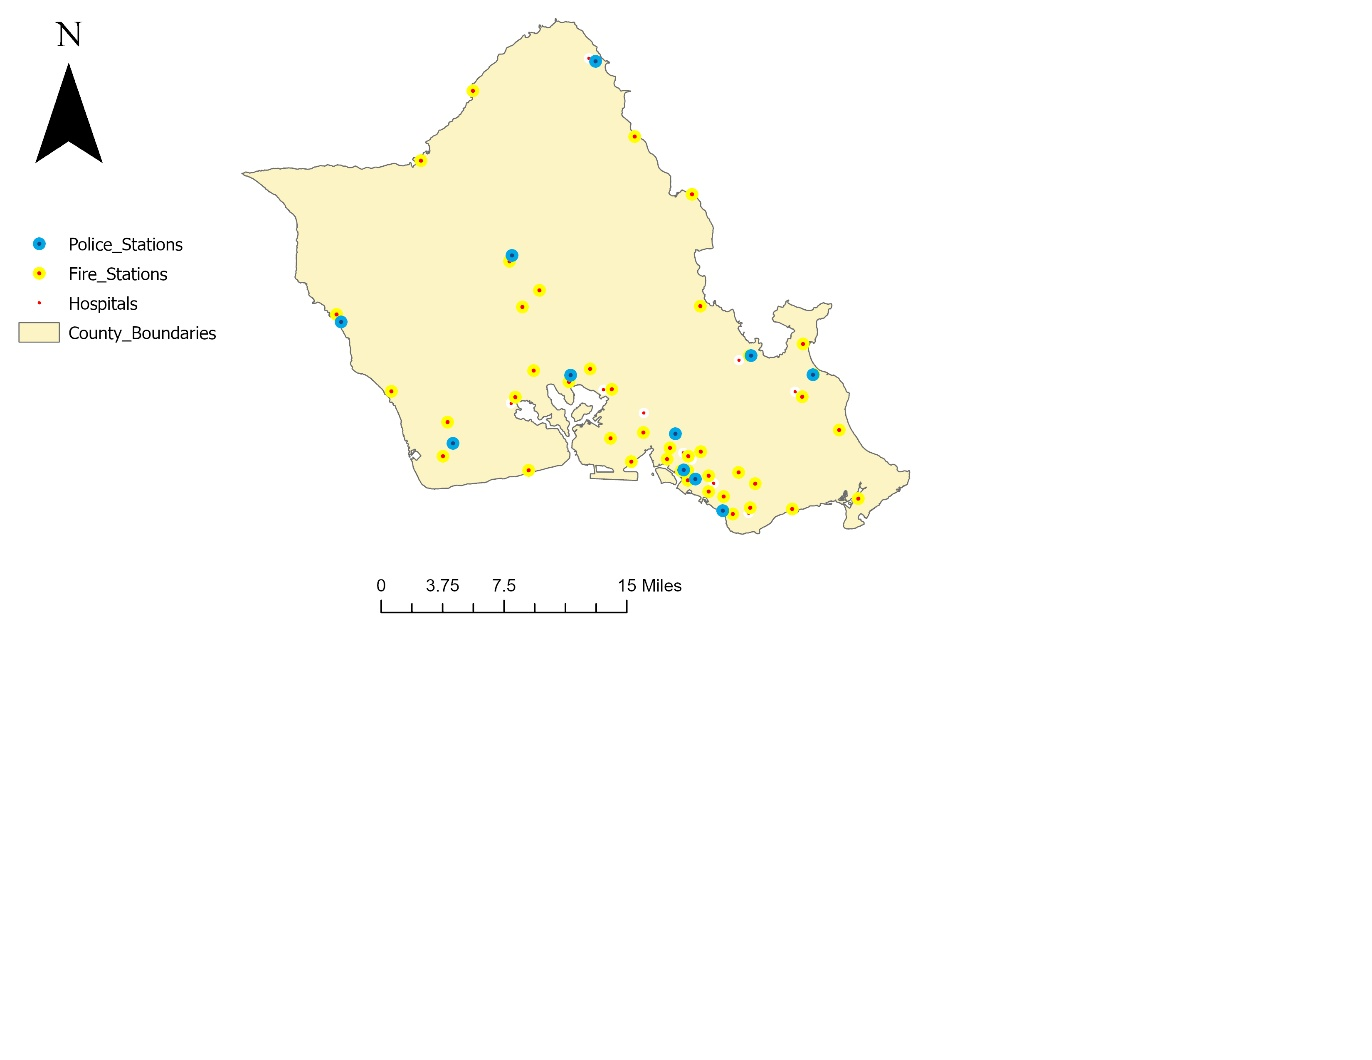 N
Police_Stations
Fire_Stations
Hospitals
County_Boundaries
0 3.75 7.5 15 Miles